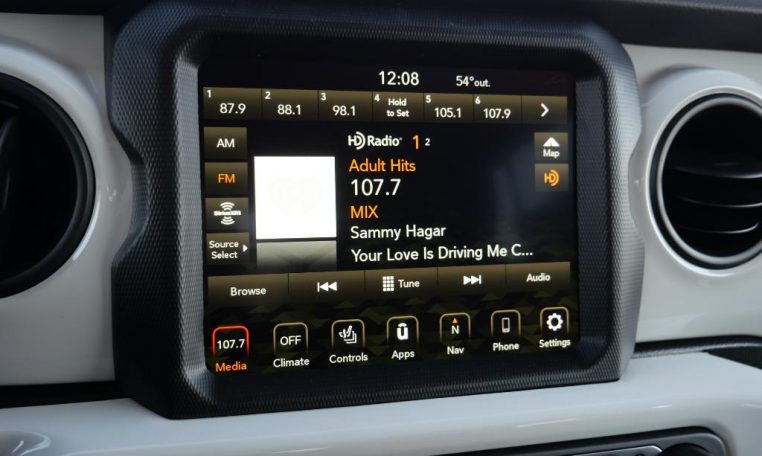 12:08 54°out.
1 87.9 2 88.1 3 98.1 4 Hold to Set 5 105.1 6 107.9
AM
FM
SiriusXM
Source Select
HD Radio 1 2
Adult Hits
107.7
MIX
Sammy Hagar
Your Love Is Driving Me C...
Map
HD
Browse Tune Audio
107.7 OFF N
Media Climate Controls Apps Nav Phone Settings